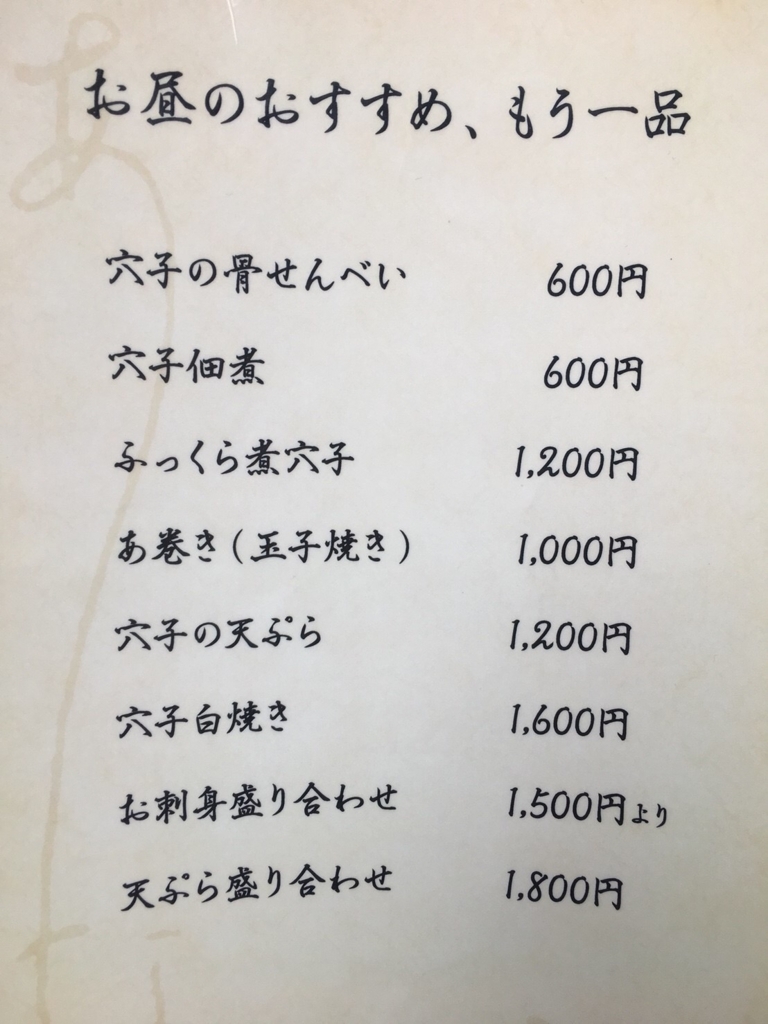 お昼のおすすめ、もう一品
穴子の骨せんべい 600円
穴子佃煮 600円
ふっくら煮穴子 1,200円
あ巻き(玉子焼き) 1,000円
穴子の天ぷら 1,200円
穴子白焼き 1,600円
お刺身盛り合わせ 1,500円より
天ぷら盛り合わせ 1,800円